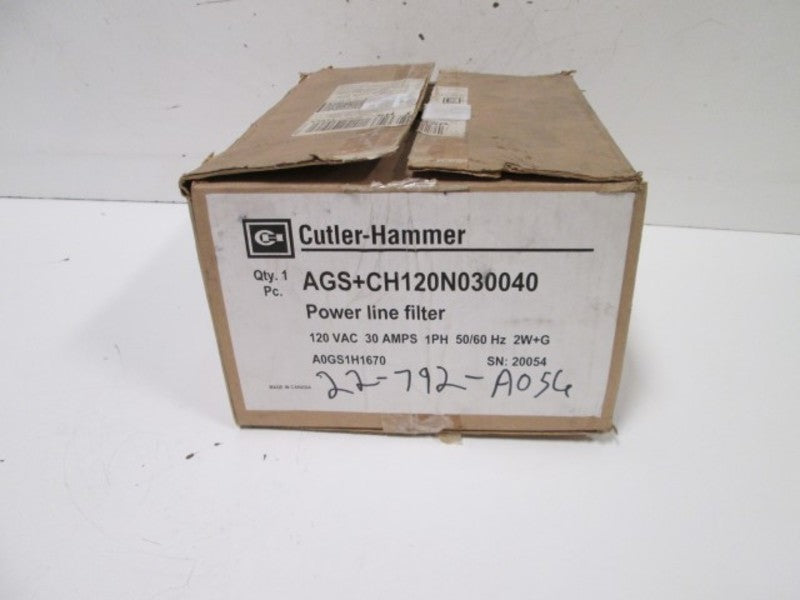 CH Cutler-Hammer
Qty. 1 Pc. AGS+CH120N030040
Power line filter
120 VAC 30 AMPS 1PH 50/60 Hz 2W+G
A0GS1H1670 SN: 20054
MADE IN CANADA 22-792-A056